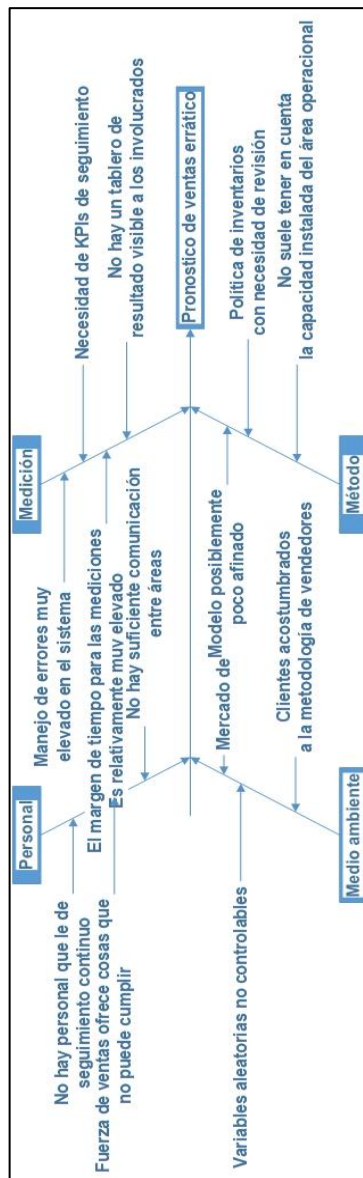 Personal
Medición
No hay personal que le de
seguimiento continuo
Fuerza de ventas ofrece cosas que
no puede cumplir
Manejo de errores muy
elevado en el sistema
El margen de tiempo para las mediciones
Es relativamente muy elevado
No hay suficiente comunicación
entre áreas
Necesidad de KPIs de seguimiento
No hay un tablero de
resultado visible a los involucrados
Pronostico de ventas errático
Variables aleatorias no controlables
Mercado de
Modelo posiblemente
poco afinado
Clientes acostumbrados
a la metodología de vendedores
Política de inventarios
con necesidad de revisión
No suele tener en cuenta
la capacidad instalada del área operacional
Medio ambiente
Método